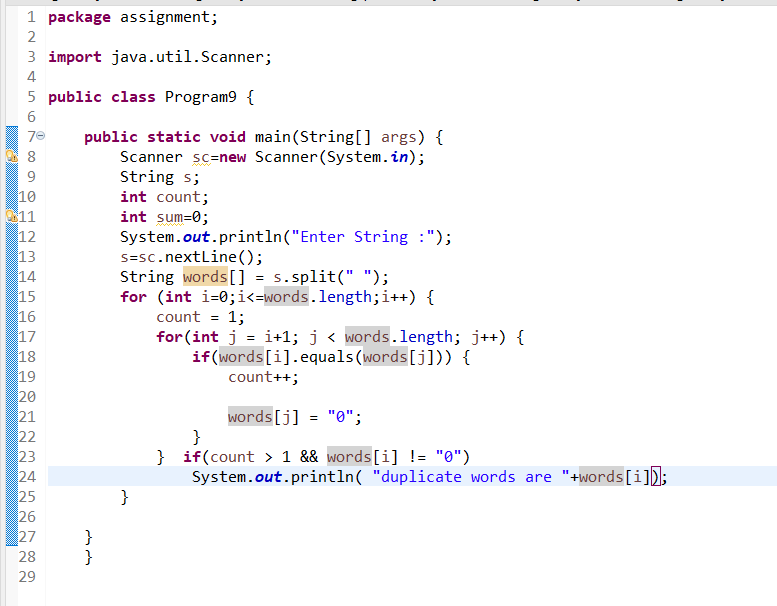 1 package assignment;
2
3 import java.util.Scanner;
4
5 public class Program9 {
6
7 public static void main(String[] args) {
8 Scanner sc=new Scanner(System.in);
9 String s;
10 int count;
11 int sum=0;
12 System.out.println("Enter String :");
13 s=sc.nextLine();
14 String words[] = s.split(" ");
15 for (int i=0;i<=words.length;i++) {
16 count = 1;
17 for(int j = i+1; j < words.length; j++) {
18 if(words[i].equals(words[j])) {
19 count++;
20
21 words[j] = "0";
22 }
23 }  if(count > 1 && words[i] != "0")
24 System.out.println( "duplicate words are "+words[i]);
25 }
26
27 }
28 }
29